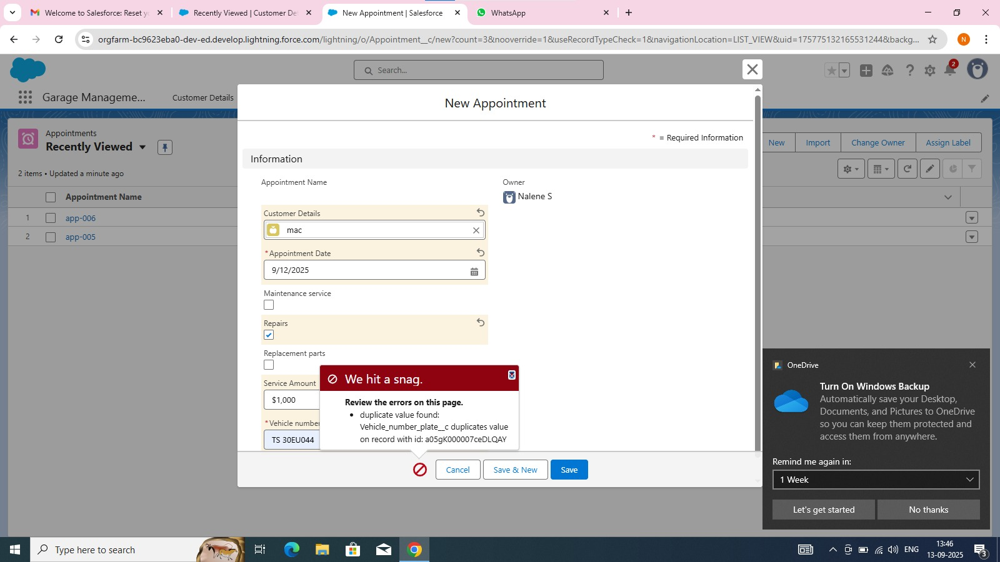 Welcome to Salesforce: Reset y
Recently Viewed | Customer De
New Appointment | Salesforce
WhatsApp
orgfarm-bc9623eba0-dev-ed.develop.lightning.force.com/lightning/o/Appointment__c/new?count=3&nooverride=1&useRecordTypeCheck=1&navigationLocation=LIST_VIEW&uid=175775132165531244&backg...
N
Search...
2
Garage Manageme...
Customer Details
New Appointment
* = Required Information
Information
Appointments
Recently Viewed
2 items • Updated a minute ago
New
Import
Change Owner
Assign Label
Appointment Name
1
app-006
2
app-005
Appointment Name
Owner
Nalene S
Customer Details
mac
*Appointment Date
9/12/2025
Maintenance service
Repairs
Replacement parts
Service Amount
$1,000
*Vehicle number
TS 30EU044
We hit a snag.
Review the errors on this page.
• duplicate value found:
Vehicle_number_plate__c duplicates value
on record with id: a05gK000007ceDLQAY
Cancel
Save & New
Save
OneDrive
Turn On Windows Backup
Automatically save your Desktop,
Documents, and Pictures to OneDrive
so you can keep them protected and
access them from anywhere.
Remind me again in:
1 Week
Let's get started
No thanks
Type here to search
ENG
13:46
13-09-2025
3